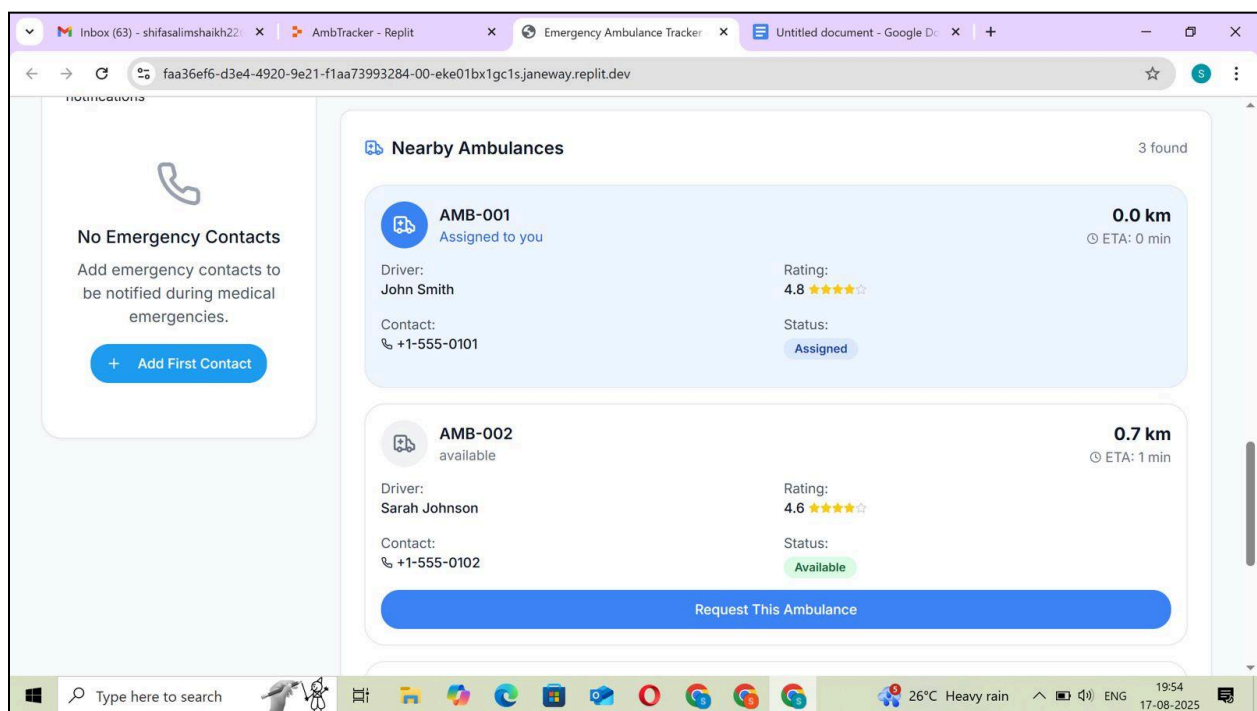 Inbox (63) - shifasalimshaikh22
AmbTracker - Replit
Emergency Ambulance Tracker
Untitled document - Google Do
faa36ef6-d3e4-4920-9e21-f1aa73993284-00-eke01bx1gc1s.janeway.replit.dev
S
notifications
No Emergency Contacts
Add emergency contacts to
be notified during medical
emergencies.
+ Add First Contact
Nearby Ambulances
3 found
AMB-001
Assigned to you
0.0 km
ETA: 0 min
Driver:
John Smith
Rating:
4.8
Contact:
+1-555-0101
Status:
Assigned
AMB-002
available
0.7 km
ETA: 1 min
Driver:
Sarah Johnson
Rating:
4.6
Contact:
+1-555-0102
Status:
Available
Request This Ambulance
Type here to search
26°C Heavy rain
ENG
19:54
17-08-2025